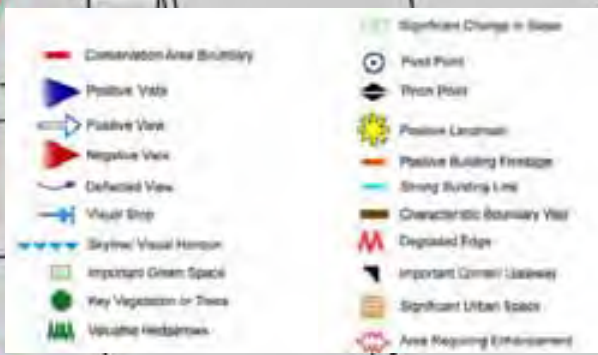 Conservation Area Boundary
Positive Vista
Positive View
Negative View
Deflected View
Visual Stop
Skyline/Visual Horizon
Important Green Space
Key Vegetation or Trees
Valuable Hedgerows
Significant Change in Slope
Pivot Point
Pinch Point
Positive Landmark
Positive Building Frontage
Strong Building Line
Characteristic Boundary Wall
Degraded Edge
Important Corner/ Gateway
Significant Urban Space
Area Requiring Enhancement